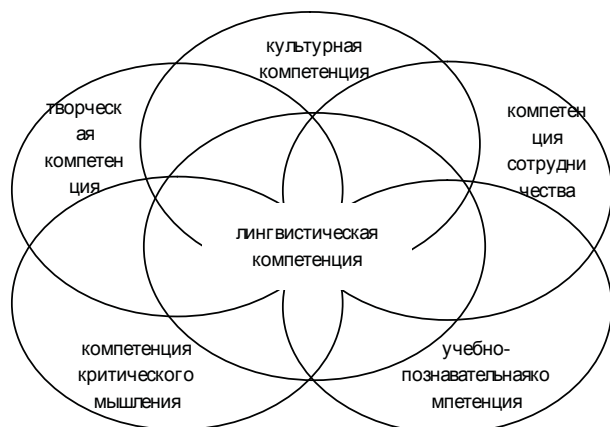 культурная
компетенция
творческ
ая
компетен
ция
компетен
ция
сотрудни
чества
лингвистическая
компетенция
компетенция
критического
мышления
учебно-
познавательнаяко
мпетенция